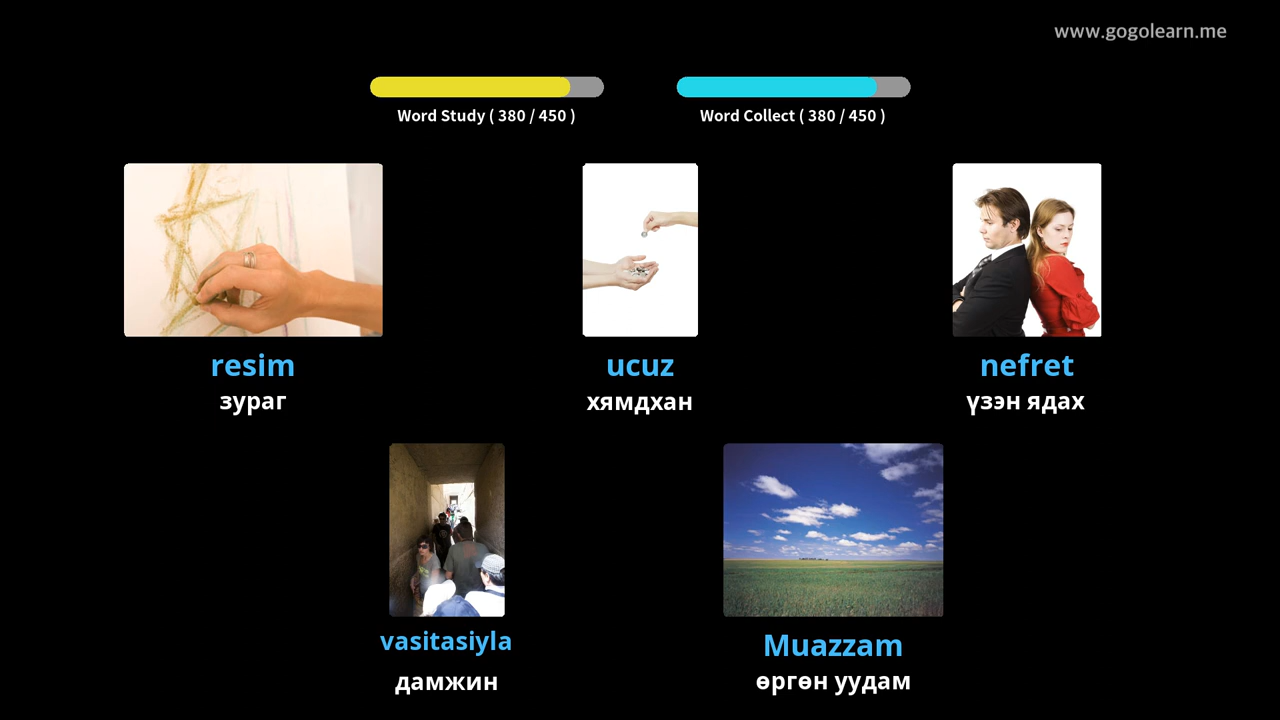 www.gogolearn.me
Word Study ( 380 / 450 )
Word Collect ( 380 / 450 )
resim
зураг
ucuz
хямдхан
nefret
үзэн ядах
vasitasiyla
дамжин
Muazzam
өргөн уудам